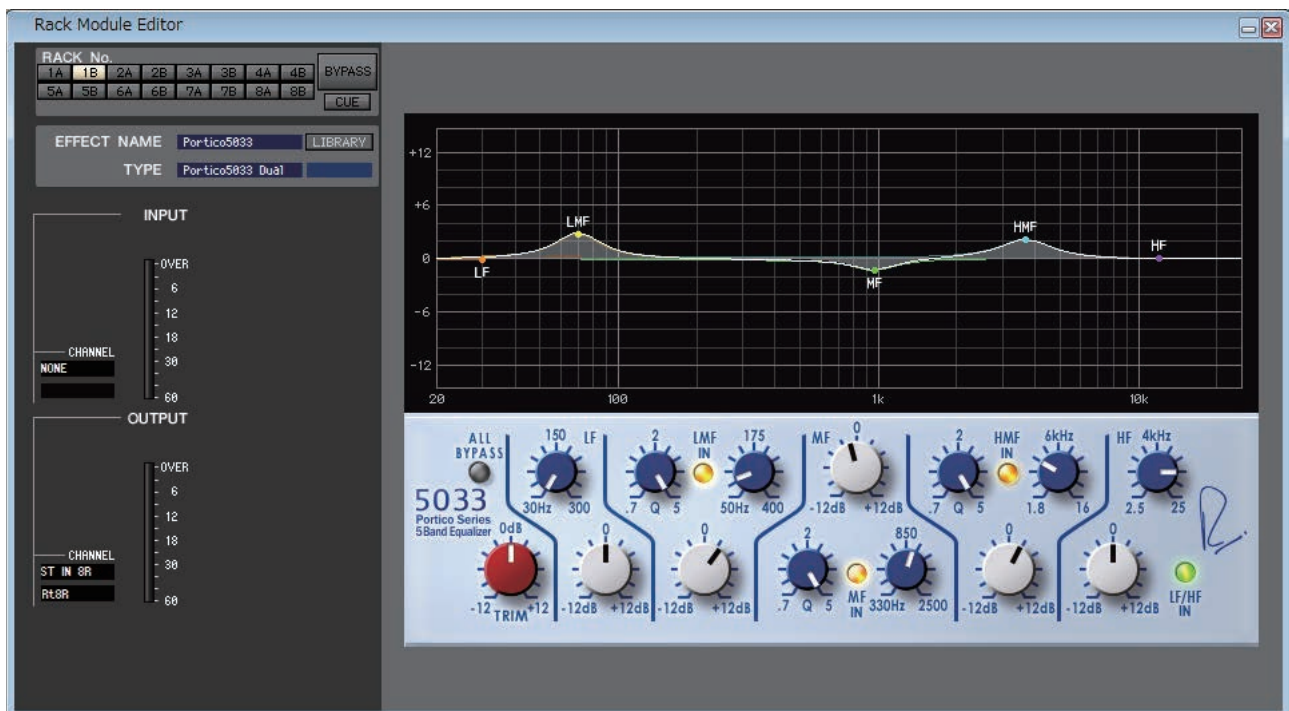 Rack Module Editor
RACK No.
1A 1B 2A 2B 3A 3B 4A 4B
5A 5B 6A 6B 7A 7B 8A 8B
BYPASS
CUE
EFFECT NAME Portico5033 LIBRARY
TYPE Portico5033 Dual
INPUT
OVER
6
12
18
30
60
CHANNEL
NONE
OUTPUT
OVER
6
12
18
30
60
CHANNEL
ST IN 8R
Rt8R
+12
+6
0
-6
-12
20 100 1k 10k
LF
LMF
MF
HMF
HF
ALL
BYPASS
5033
Portico Series
5Band Equalizer
0dB
-12 TRIM +12
150 LF
30Hz 300
0
-12dB +12dB
2
.7 Q 5
LMF
IN
175
50Hz 400
0
-12dB +12dB
MF 0
-12dB +12dB
2
.7 Q 5
MF
IN
850
330Hz 2500
2
.7 Q 5
HMF
IN
6kHz
1.8 16
0
-12dB +12dB
HF 4kHz
2.5 25
0
-12dB +12dB
LF/HF
IN